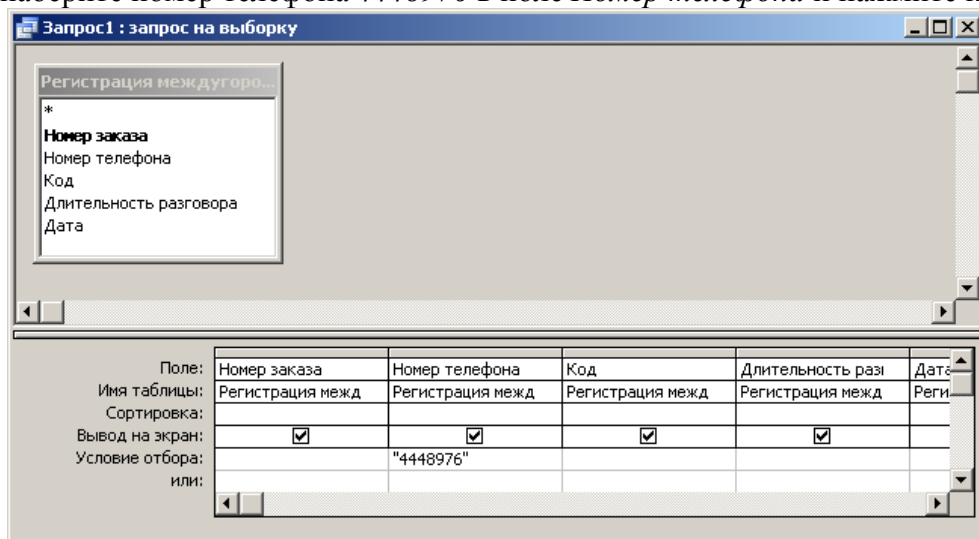 наберите номер телефона 4448976 в поле Номер телефона и нажмите к
Запрос1 : запрос на выборку
Регистрация междугоро...
*
Номер заказа
Номер телефона
Код
Длительность разговора
Дата
Поле: Номер заказа Номер телефона Код Длительность разг Дата
Имя таблицы: Регистрация межд Регистрация межд Регистрация межд Регистрация межд Реги
Сортировка:
Вывод на экран:
Условие отбора: "4448976"
или: